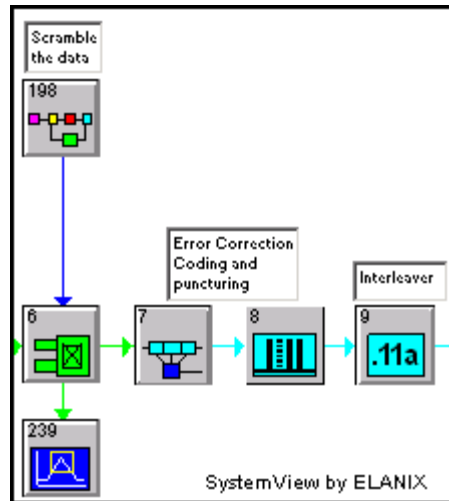 Scramble
the data
198
Error Correction
Coding and
puncturing
Interleaver
6
7
8
9
.11a
239
SystemView by ELANIX